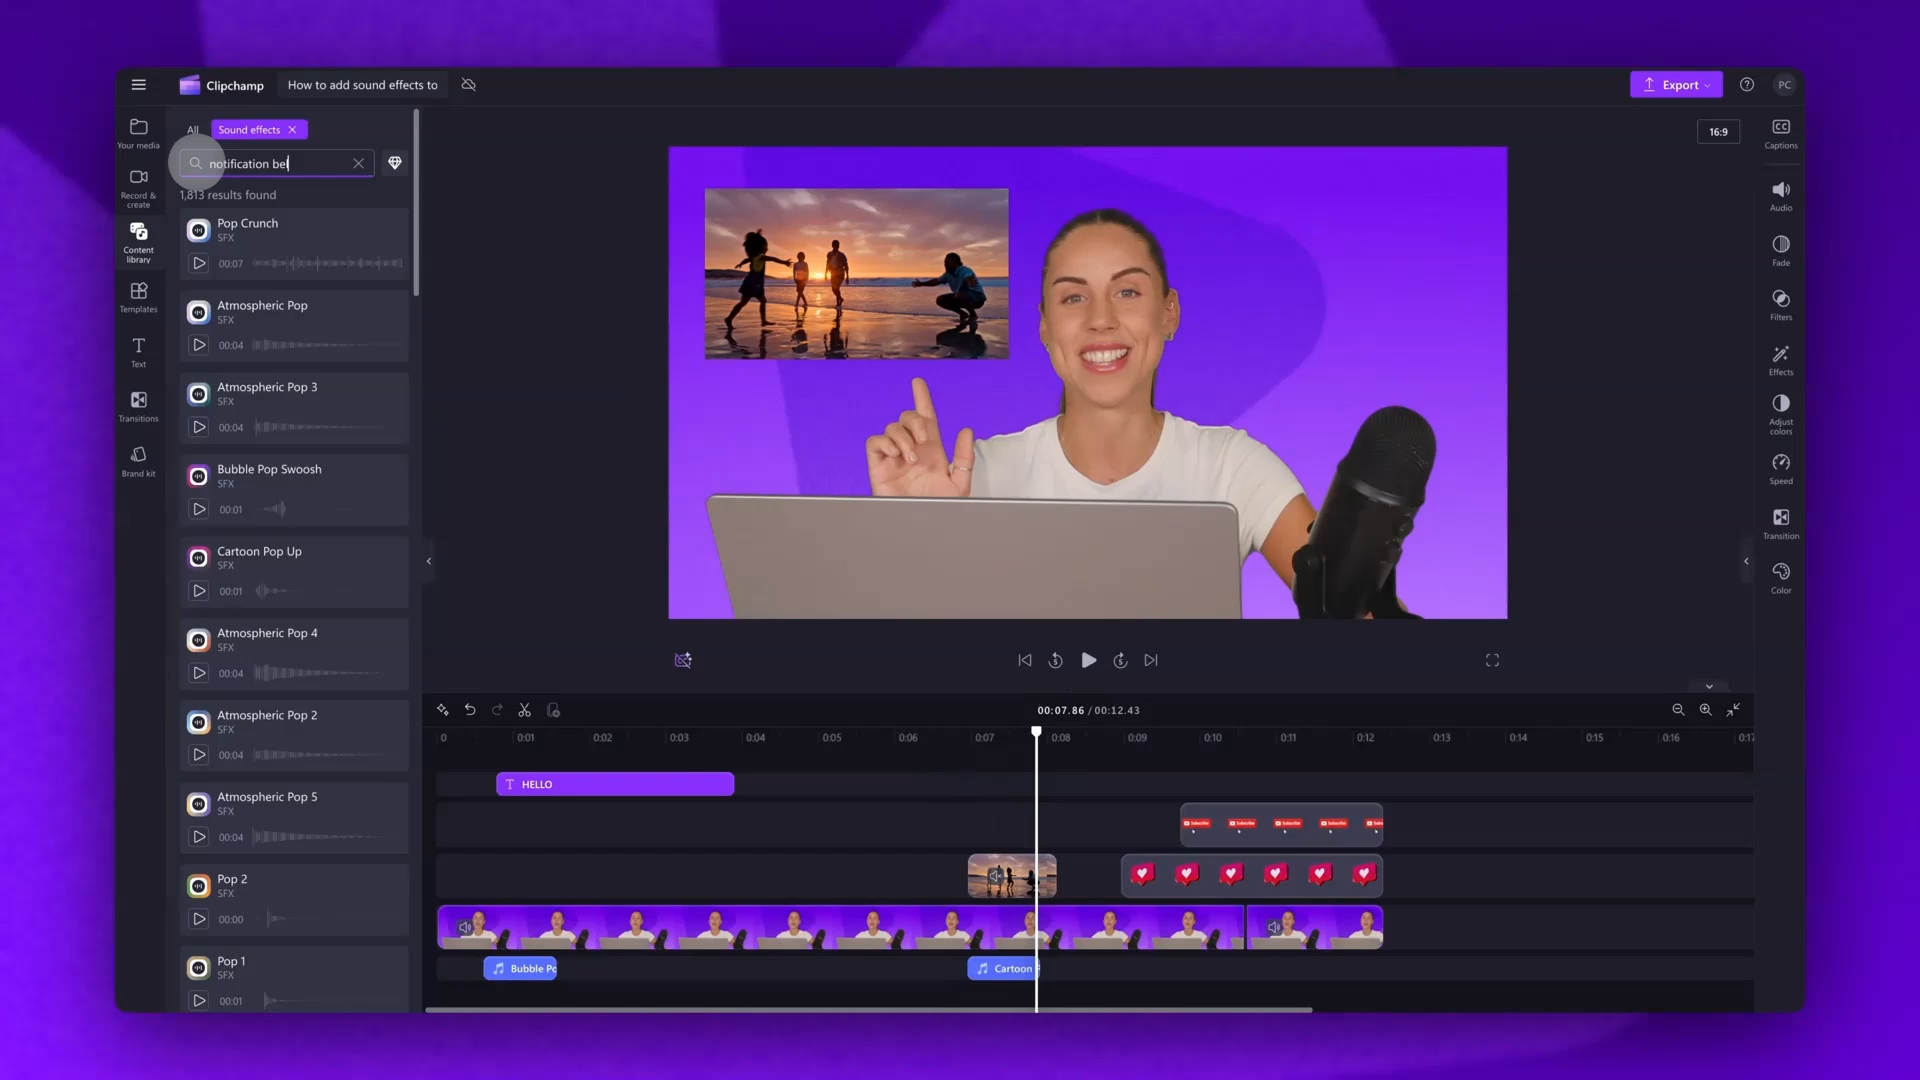 Clipchamp
How to add sound effects to
Export
PC
All
Sound effects
Your media
notification bel
1,813 results found
Record & create
Content library
Templates
Text
Transitions
Brand kit
Pop Crunch
SFX
00:07
Atmospheric Pop
SFX
00:04
Atmospheric Pop 3
SFX
00:04
Bubble Pop Swoosh
SFX
00:01
Cartoon Pop Up
SFX
00:01
Atmospheric Pop 4
SFX
00:04
Atmospheric Pop 2
SFX
00:04
Atmospheric Pop 5
SFX
00:04
Pop 2
SFX
00:00
Pop 1
SFX
00:01
16:9
CC
Captions
Audio
Fade
Filters
Effects
Adjust colors
Speed
Transition
Color
5
5
00:07.86 / 00:12.43
0 0:01 0:02 0:03 0:04 0:05 0:06 0:07 0:08 0:09 0:10 0:11 0:12 0:13 0:14 0:15 0:16 0:17
T HELLO
Subscribe Subscribe Subscribe Subscribe
Bubble Po
Cartoon